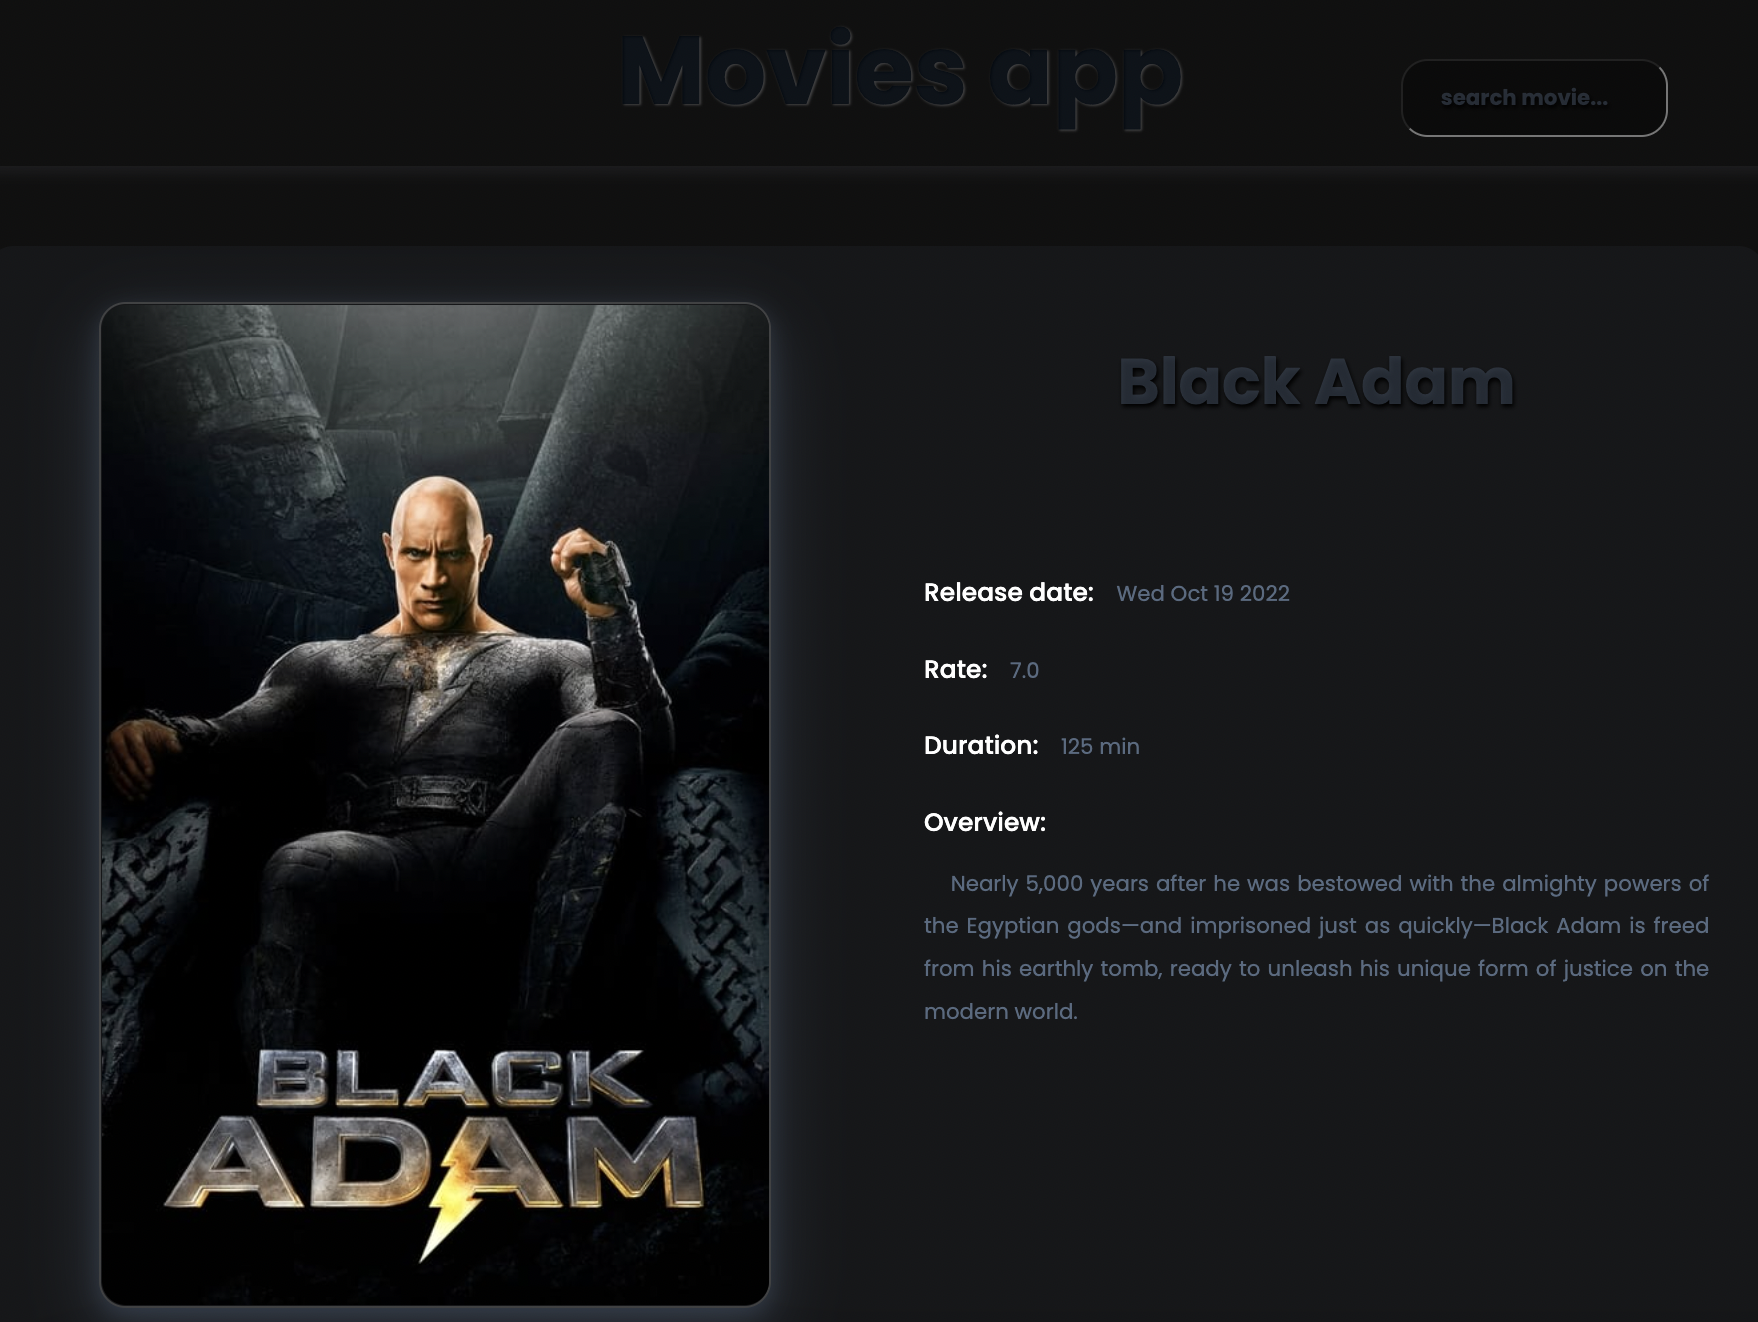 Movies app
search movie...
BLACK
ADAM
Black Adam
Release date: Wed Oct 19 2022
Rate: 7.0
Duration: 125 min
Overview:
Nearly 5,000 years after he was bestowed with the almighty powers of
the Egyptian gods—and imprisoned just as quickly—Black Adam is freed
from his earthly tomb, ready to unleash his unique form of justice on the
modern world.